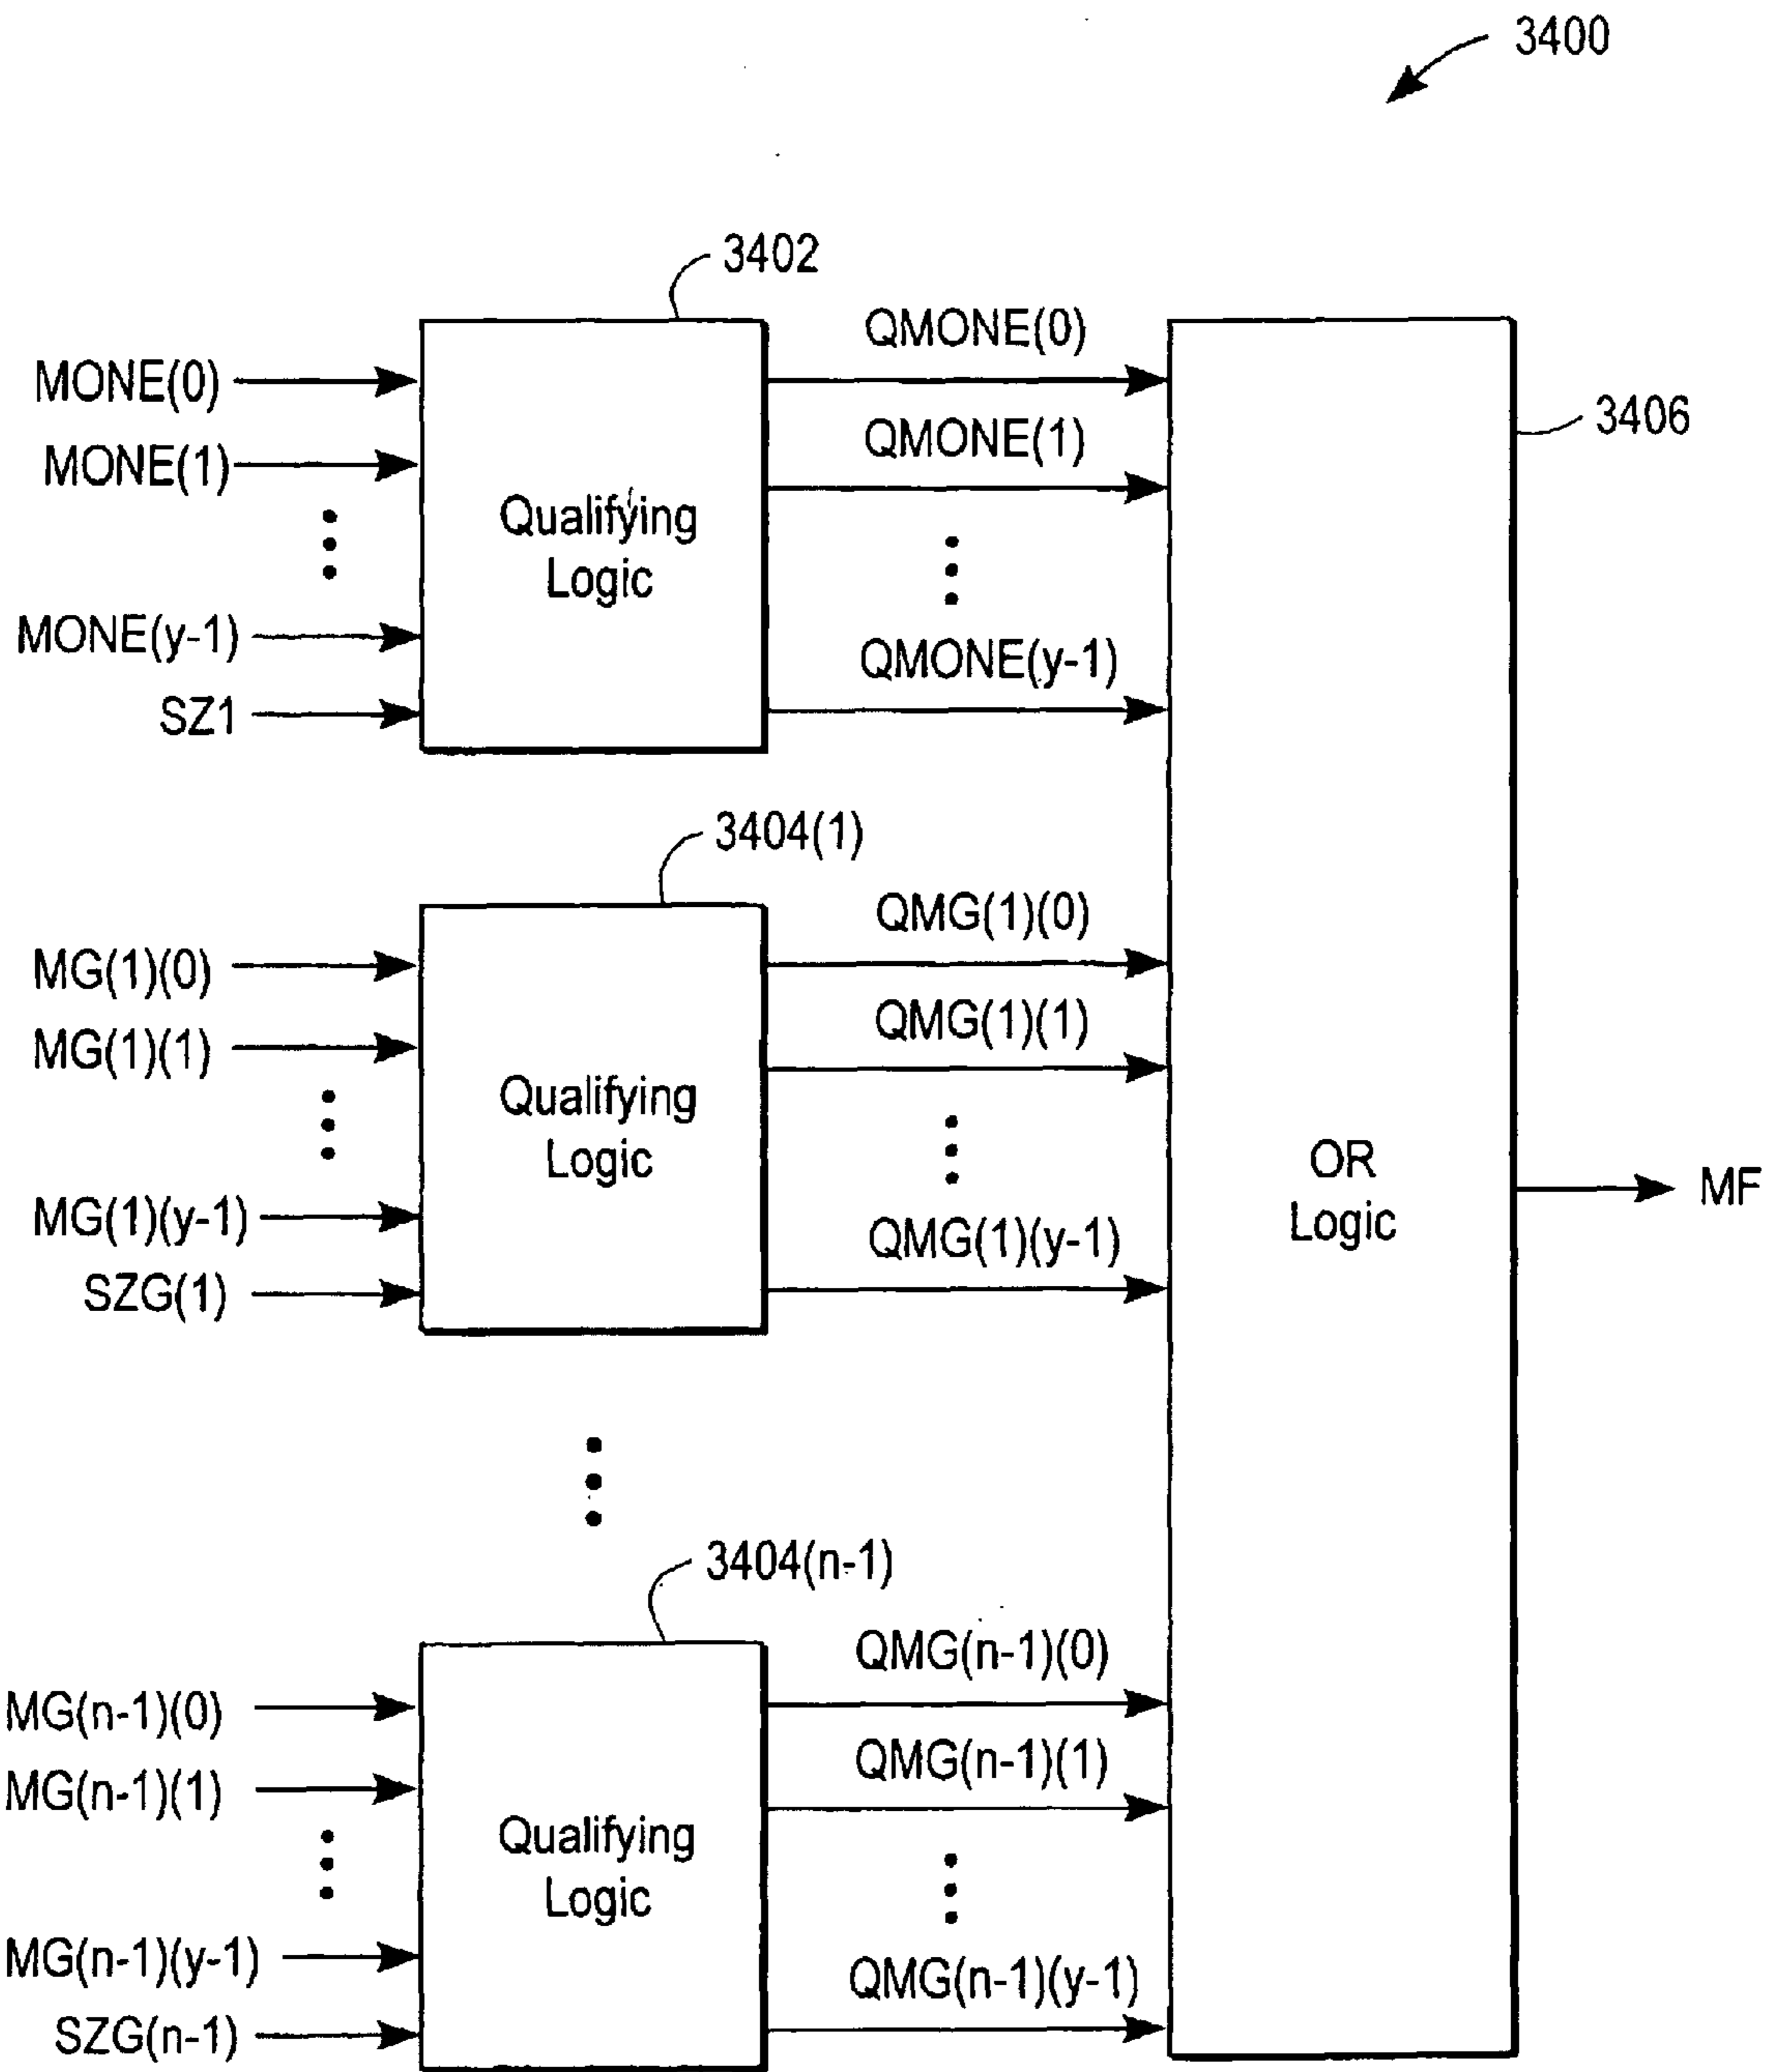 3400
3402
QMONE(0)
MONE(0)
3406
QMONE(1)
MONE(1)
Qualifying
Logic
MONE(y-1)
QMONE(y-1)
SZ1
3404(1)
QMG(1)(0)
MG(1)(0)
QMG(1)(1)
MG(1)(1)
Qualifying
Logic
OR
Logic
MF
MG(1)(y-1)
QMG(1)(y-1)
SZG(1)
3404(n-1)
QMG(n-1)(0)
MG(n-1)(0)
QMG(n-1)(1)
MG(n-1)(1)
Qualifying
Logic
MG(n-1)(y-1)
QMG(n-1)(y-1)
SZG(n-1)